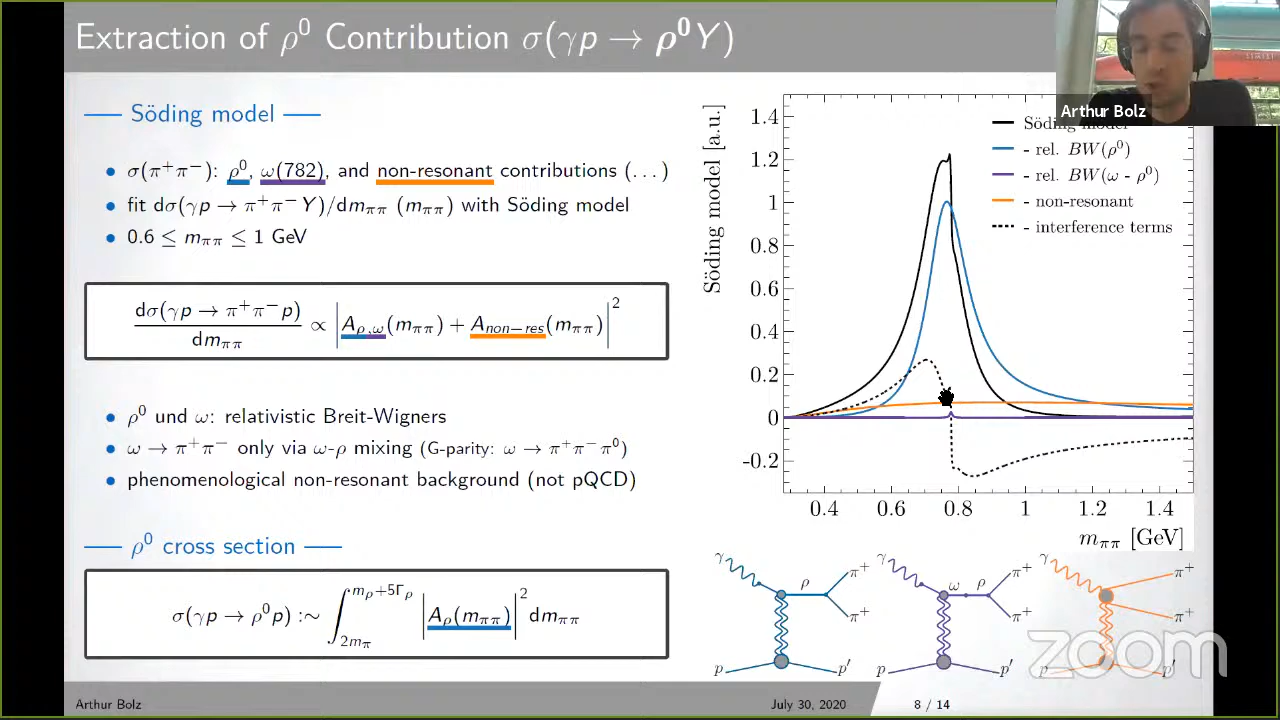 Extraction of ρ⁰ Contribution σ(γp → ρ⁰Y)
Arthur Bolz
Söding model
• σ(π⁺π⁻): ρ⁰, ω(782), and non-resonant contributions (...)
• fit dσ(γp → π⁺π⁻Y)/dm_ππ (m_ππ) with Söding model
• 0.6 ≤ m_ππ ≤ 1 GeV
dσ(γp → π⁺π⁻p)/dm_ππ ∝ |A_ρ,ω(m_ππ) + A_non−res(m_ππ)|²
• ρ⁰ und ω: relativistic Breit-Wigners
• ω → π⁺π⁻ only via ω-ρ mixing (G-parity: ω → π⁺π⁻π⁰)
• phenomenological non-resonant background (not pQCD)
ρ⁰ cross section
σ(γp → ρ⁰p) :∼ ∫_{2m_π}^{m_ρ+5Γ_ρ} |A_ρ(m_ππ)|² dm_ππ
Söding model [a.u.]
1.4
1.2
1
0.8
0.6
0.4
0.2
0
-0.2
Söding model
- rel. BW(ρ⁰)
- rel. BW(ω - ρ⁰)
- non-resonant
- interference terms
0.4 0.6 0.8 1 1.2 1.4
m_ππ [GeV]
γ ρ π⁺ π⁺ p p′
γ ω ρ π⁺ π⁺ p p′
γ π⁺ π⁺ p p′
zoom
Arthur Bolz July 30, 2020 8 / 14